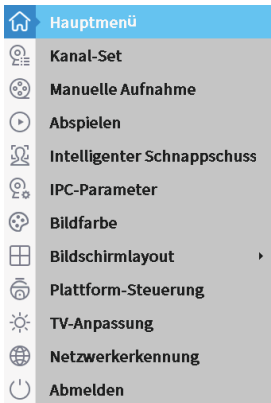 Hauptmenü
Kanal-Set
Manuelle Aufnahme
Abspielen
Intelligenter Schnappschuss
IPC-Parameter
Bildfarbe
Bildschirmlayout
Plattform-Steuerung
TV-Anpassung
Netzwerkerkennung
Abmelden